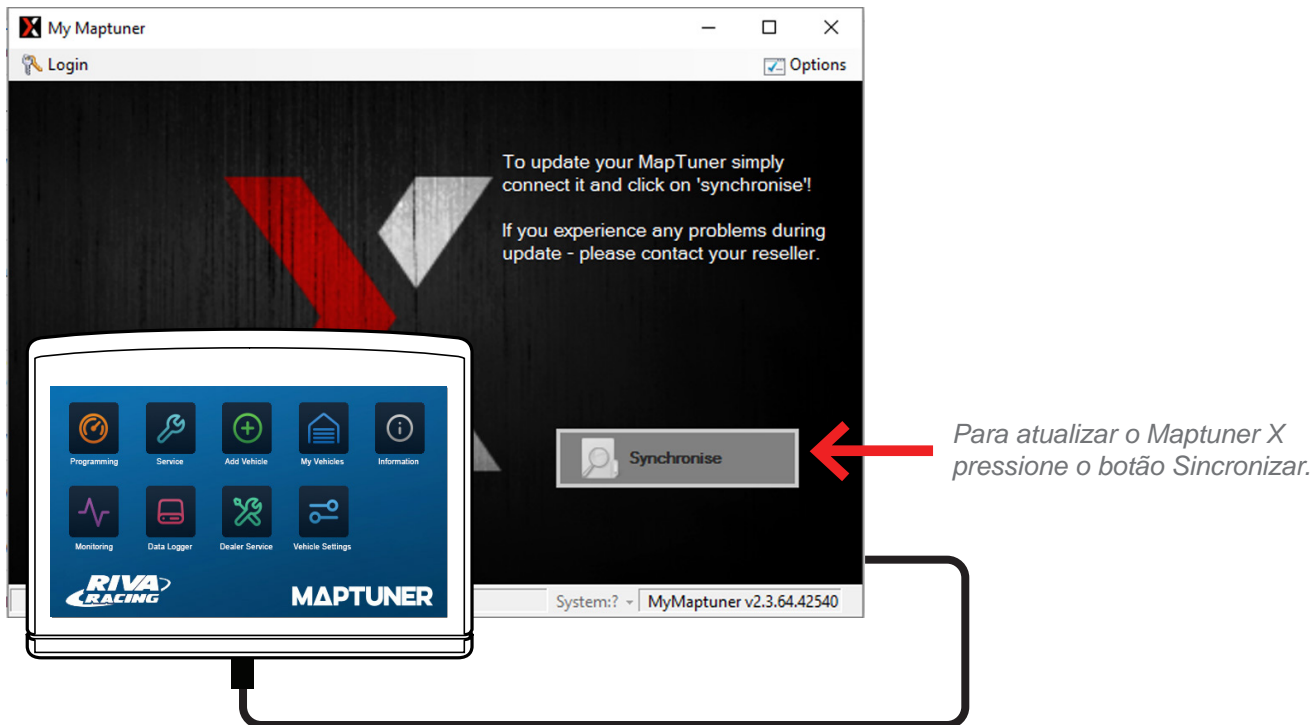 My Maptuner
Login
Options
To update your MapTuner simply
connect it and click on 'synchronise'!
If you experience any problems during
update - please contact your reseller.
Synchronise
Para atualizar o Maptuner X
pressione o botão Sincronizar.
Programming
Service
Add Vehicle
My Vehicles
Information
Monitoring
Data Logger
Dealer Service
Vehicle Settings
RIVA
RACING
MAPTUNER
System:?
MyMaptuner v2.3.64.42540